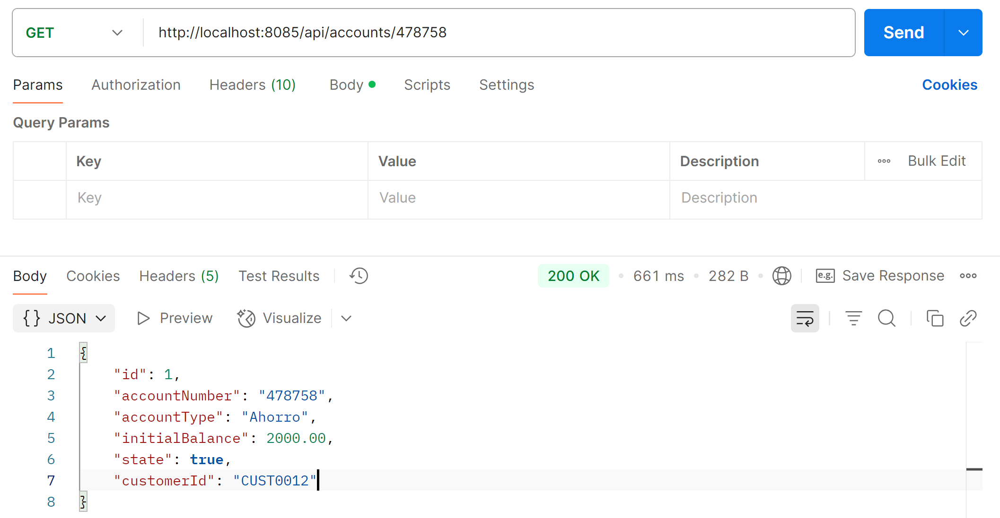 GET http://localhost:8085/api/accounts/478758 Send
Params Authorization Headers (10) Body Scripts Settings Cookies
Query Params
Key Value Description Bulk Edit
Key Value Description
Body Cookies Headers (5) Test Results 200 OK 661 ms 282 B e.g. Save Response
{} JSON Preview Visualize
1 {
2 "id": 1,
3 "accountNumber": "478758",
4 "accountType": "Ahorro",
5 "initialBalance": 2000.00,
6 "state": true,
7 "customerId": "CUST0012"
8 }